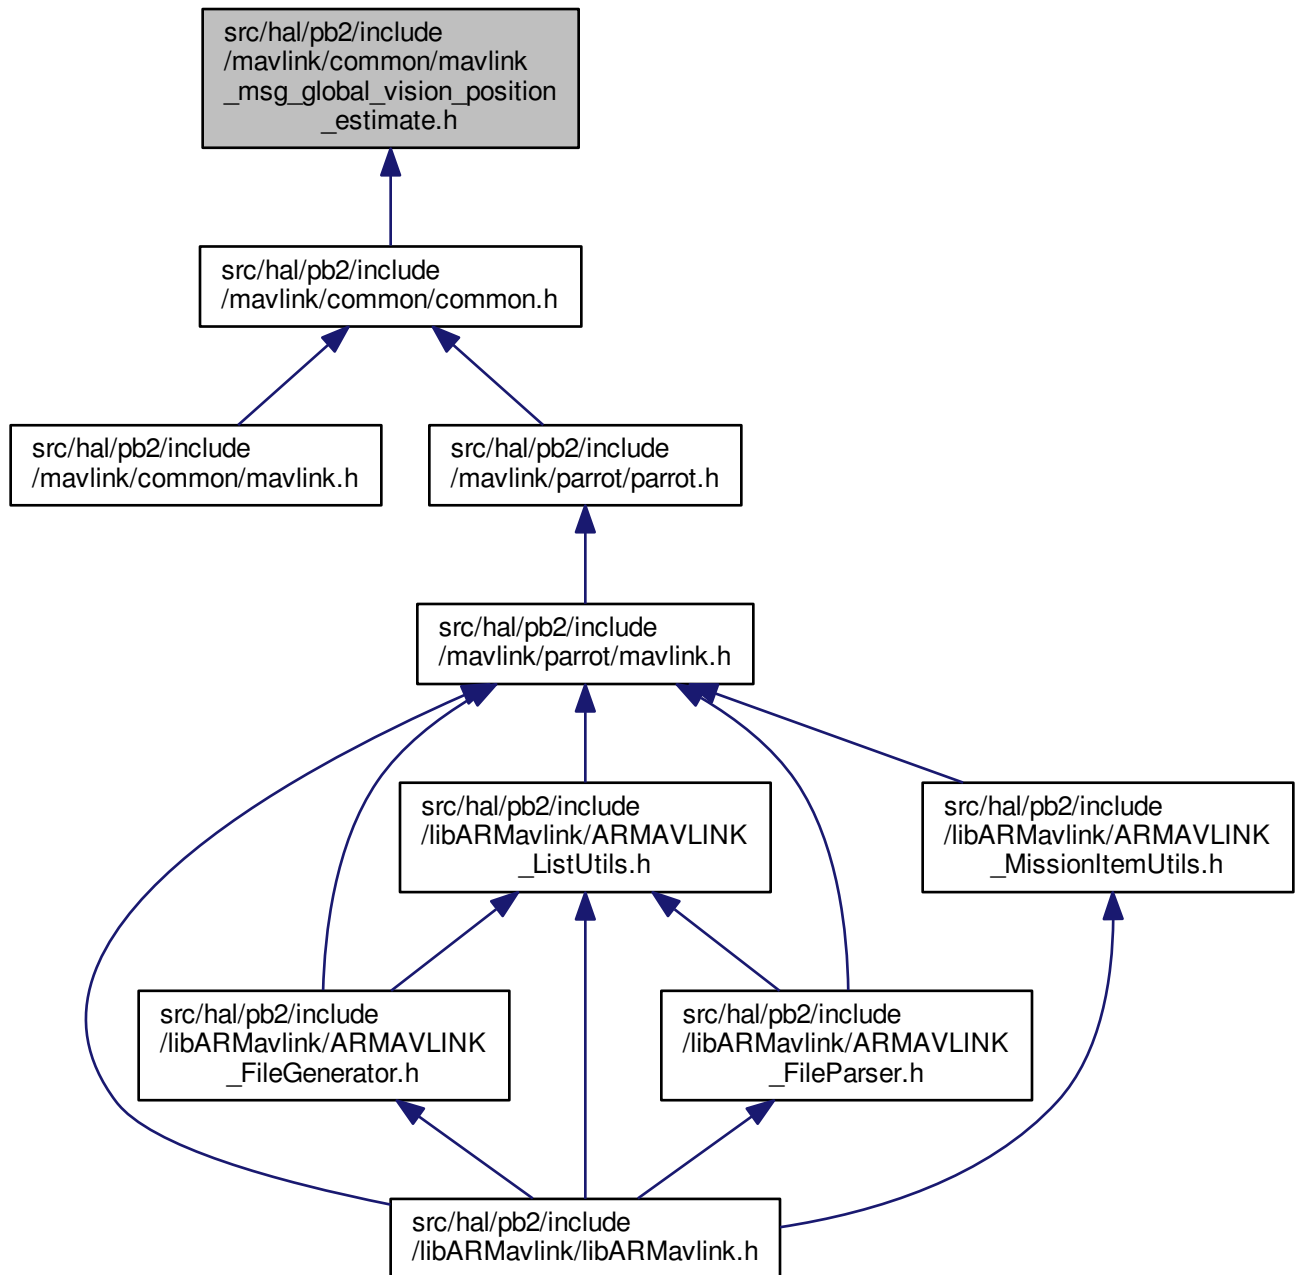 src/hal/pb2/include
/mavlink/common/mavlink
_msg_global_vision_position
_estimate.h
src/hal/pb2/include
/mavlink/common/common.h
src/hal/pb2/include
/mavlink/common/mavlink.h
src/hal/pb2/include
/mavlink/parrot/parrot.h
src/hal/pb2/include
/mavlink/parrot/mavlink.h
src/hal/pb2/include
/libARMavlink/ARMAVLINK
_ListUtils.h
src/hal/pb2/include
/libARMavlink/ARMAVLINK
_MissionItemUtils.h
src/hal/pb2/include
/libARMavlink/ARMAVLINK
_FileGenerator.h
src/hal/pb2/include
/libARMavlink/ARMAVLINK
_FileParser.h
src/hal/pb2/include
/libARMavlink/libARMavlink.h